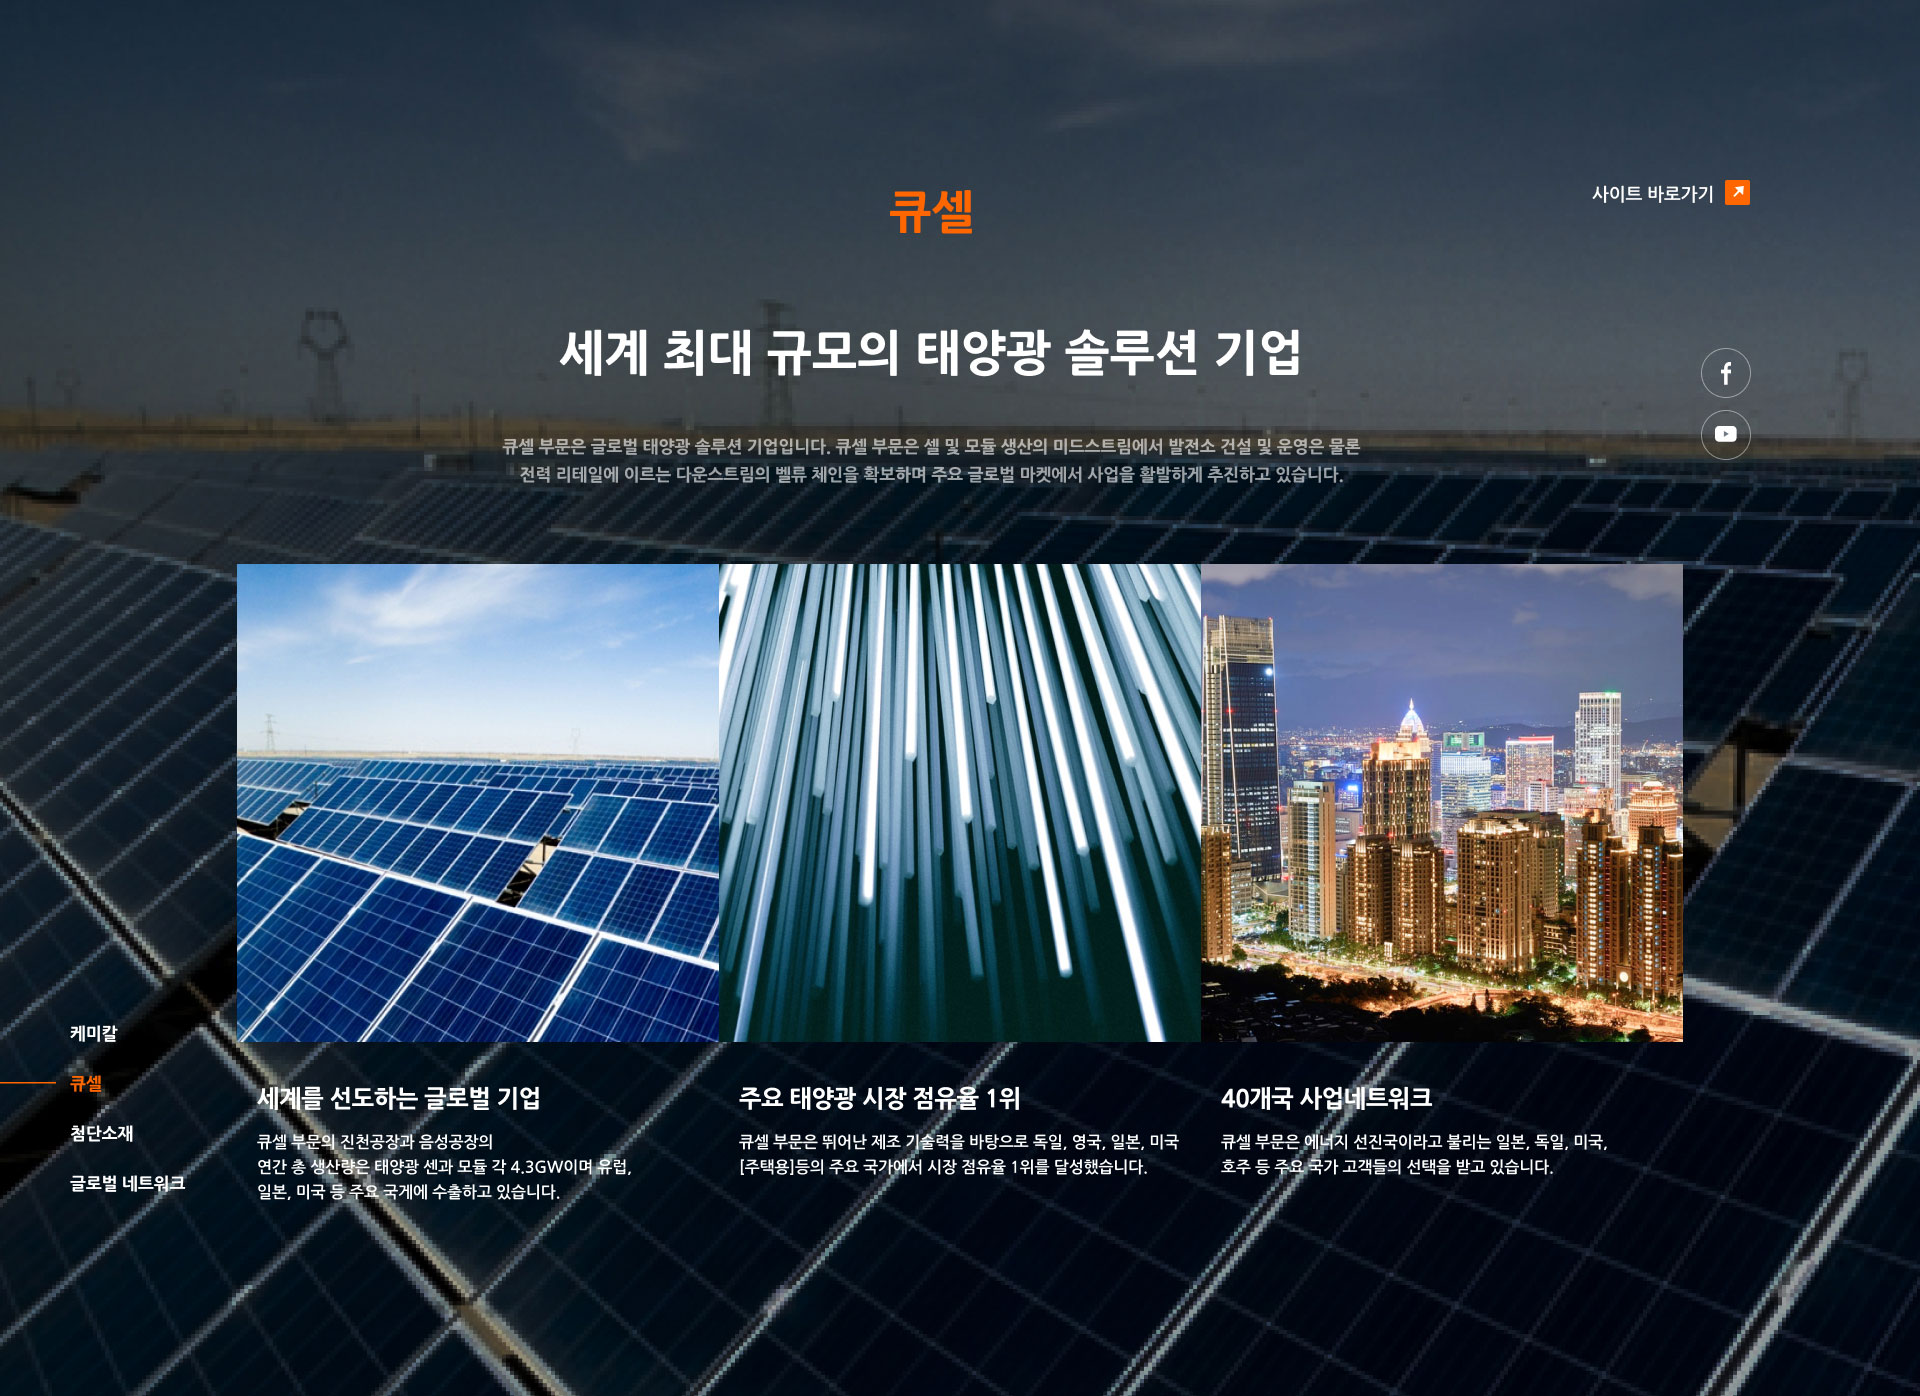 큐셀
사이트 바로가기
세계 최대 규모의 태양광 솔루션 기업
큐셀 부문은 글로벌 태양광 솔루션 기업입니다. 큐셀 부문은 셀 및 모듈 생산의 미드스트림에서 발전소 건설 및 운영은 물론
전력 리테일에 이르는 다운스트림의 벨류 체인을 확보하며 주요 글로벌 마켓에서 사업을 활발하게 추진하고 있습니다.
케미칼
큐셀
첨단소재
글로벌 네트워크
세계를 선도하는 글로벌 기업
큐셀 부문의 진천공장과 음성공장의
연간 총 생산량은 태양광 센과 모듈 각 4.3GW이며 유럽,
일본, 미국 등 주요 국게에 수출하고 있습니다.
주요 태양광 시장 점유율 1위
큐셀 부문은 뛰어난 제조 기술력을 바탕으로 독일, 영국, 일본, 미국
[주택용]등의 주요 국가에서 시장 점유율 1위를 달성했습니다.
40개국 사업네트워크
큐셀 부문은 에너지 선진국이라고 불리는 일본, 독일, 미국,
호주 등 주요 국가 고객들의 선택을 받고 있습니다.